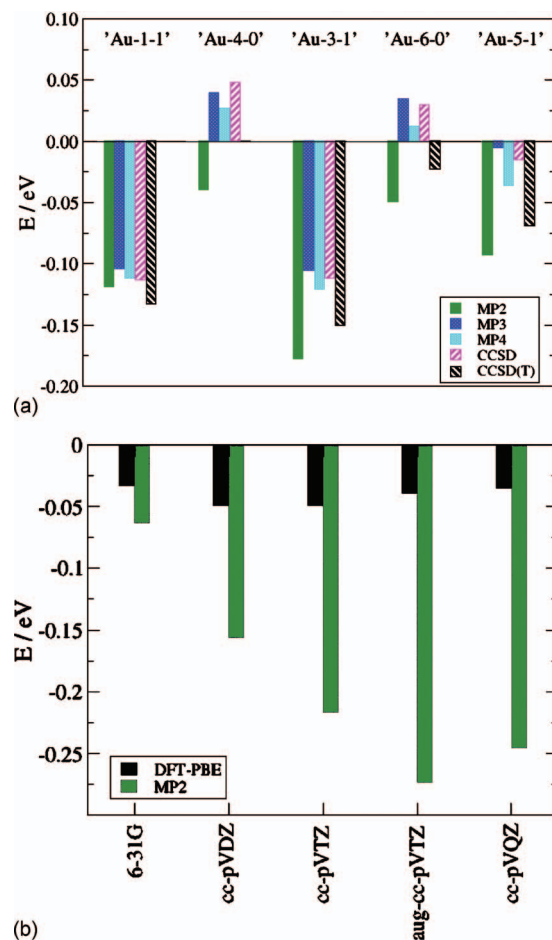 'Au-1-1' 'Au-4-0' 'Au-3-1' 'Au-6-0' 'Au-5-1'
0.10
0.05
0.00
-0.05
-0.10
-0.15
-0.20
E / eV
MP2
MP3
MP4
CCSD
CCSD(T)
(a)
0
-0.05
-0.1
-0.15
-0.2
-0.25
E / eV
DFT-PBE
MP2
6-31G
cc-pVDZ
cc-pVTZ
aug-cc-pVTZ
cc-pVQZ
(b)